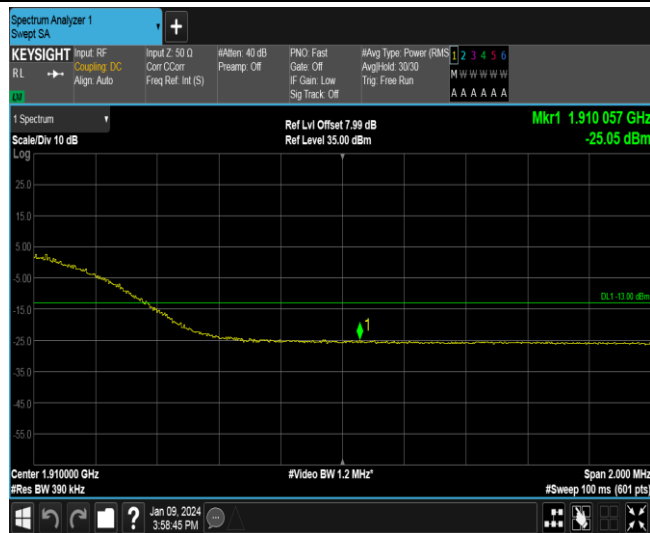 Spectrum Analyzer 1
Swept SA
KEYSIGHT
RL
Input: RF
Coupling: DC
Align: Auto
Input Z: 50 Ω
Corr CCorr
Freq Ref: Int (S)
#Atten: 40 dB
Preamp: Off
PNO: Fast
Gate: Off
IF Gain: Low
Sig Track: Off
#Avg Type: Power (RMS
Avg|Hold: 30/30
Trig: Free Run
1 2 3 4 5 6
M W W W W W
A A A A A A
1 Spectrum
Scale/Div 10 dB
Log
Ref Lvl Offset 7.99 dB
Ref Level 35.00 dBm
Mkr1 1.910 057 GHz
-25.05 dBm
25.0
15.0
5.00
-5.00
-15.0
-25.0
-35.0
-45.0
-55.0
DL1 -13.00 dBm
1
Center 1.910000 GHz
#Res BW 390 kHz
#Video BW 1.2 MHz*
Span 2.000 MHz
#Sweep 100 ms (601 pts)
Jan 09, 2024
3:58:45 PM